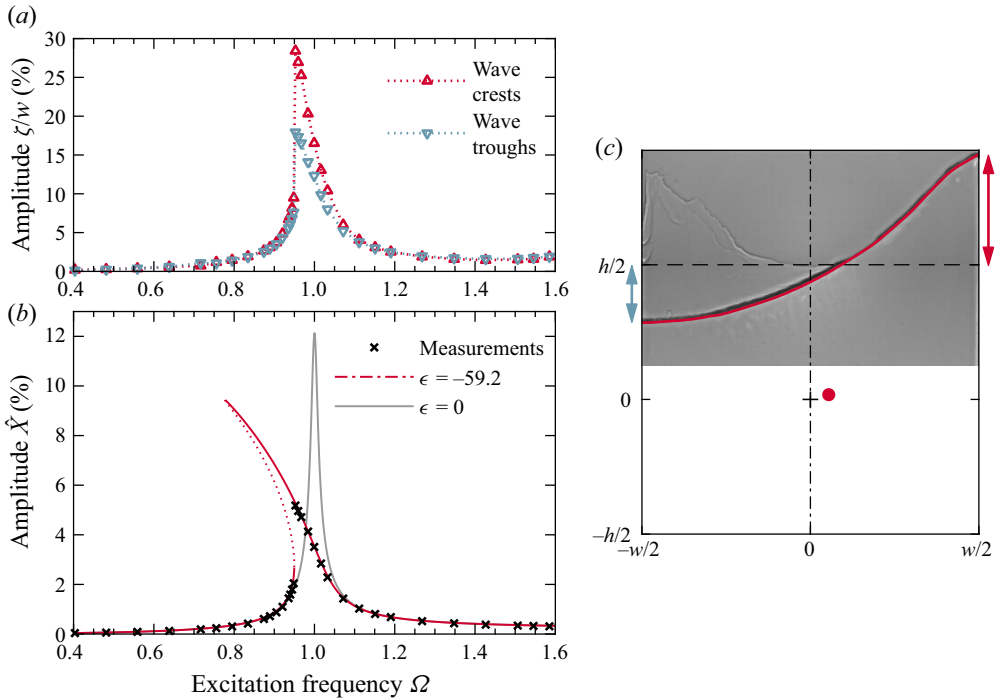 (a)
30
25
20
15
10
5
0
Amplitude ζ/w (%)
Wave
crests
Wave
troughs
0.4 0.6 0.8 1.0 1.2 1.4 1.6
(b)
12
10
8
6
4
2
0
Amplitude X̂ (%)
Measurements
ϵ = –59.2
ϵ = 0
0.4 0.6 0.8 1.0 1.2 1.4 1.6
Excitation frequency Ω
(c)
h/2
0
–h/2
–w/2 0 w/2